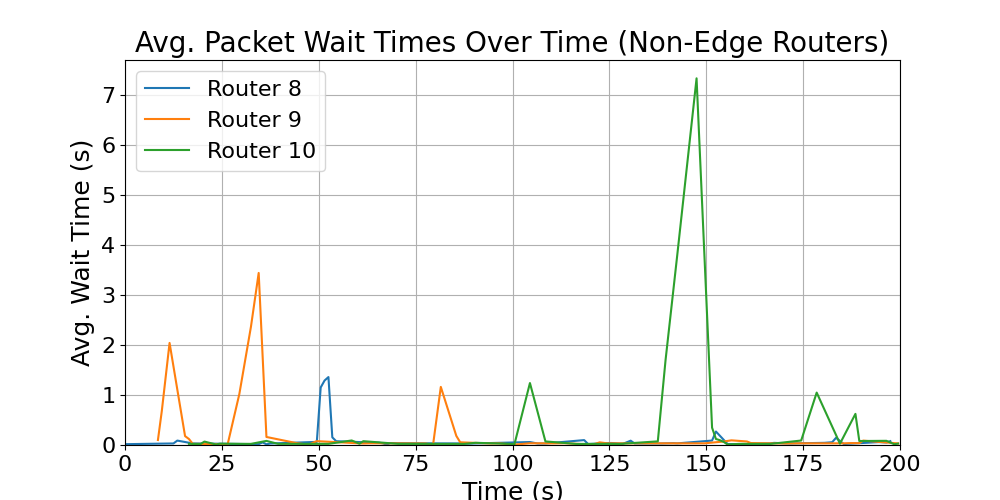 Avg. Packet Wait Times Over Time (Non-Edge Routers)
Router 8
Router 9
Router 10
Avg. Wait Time (s)
7
6
5
4
3
2
1
0
0 25 50 75 100 125 150 175 200
Time (s)